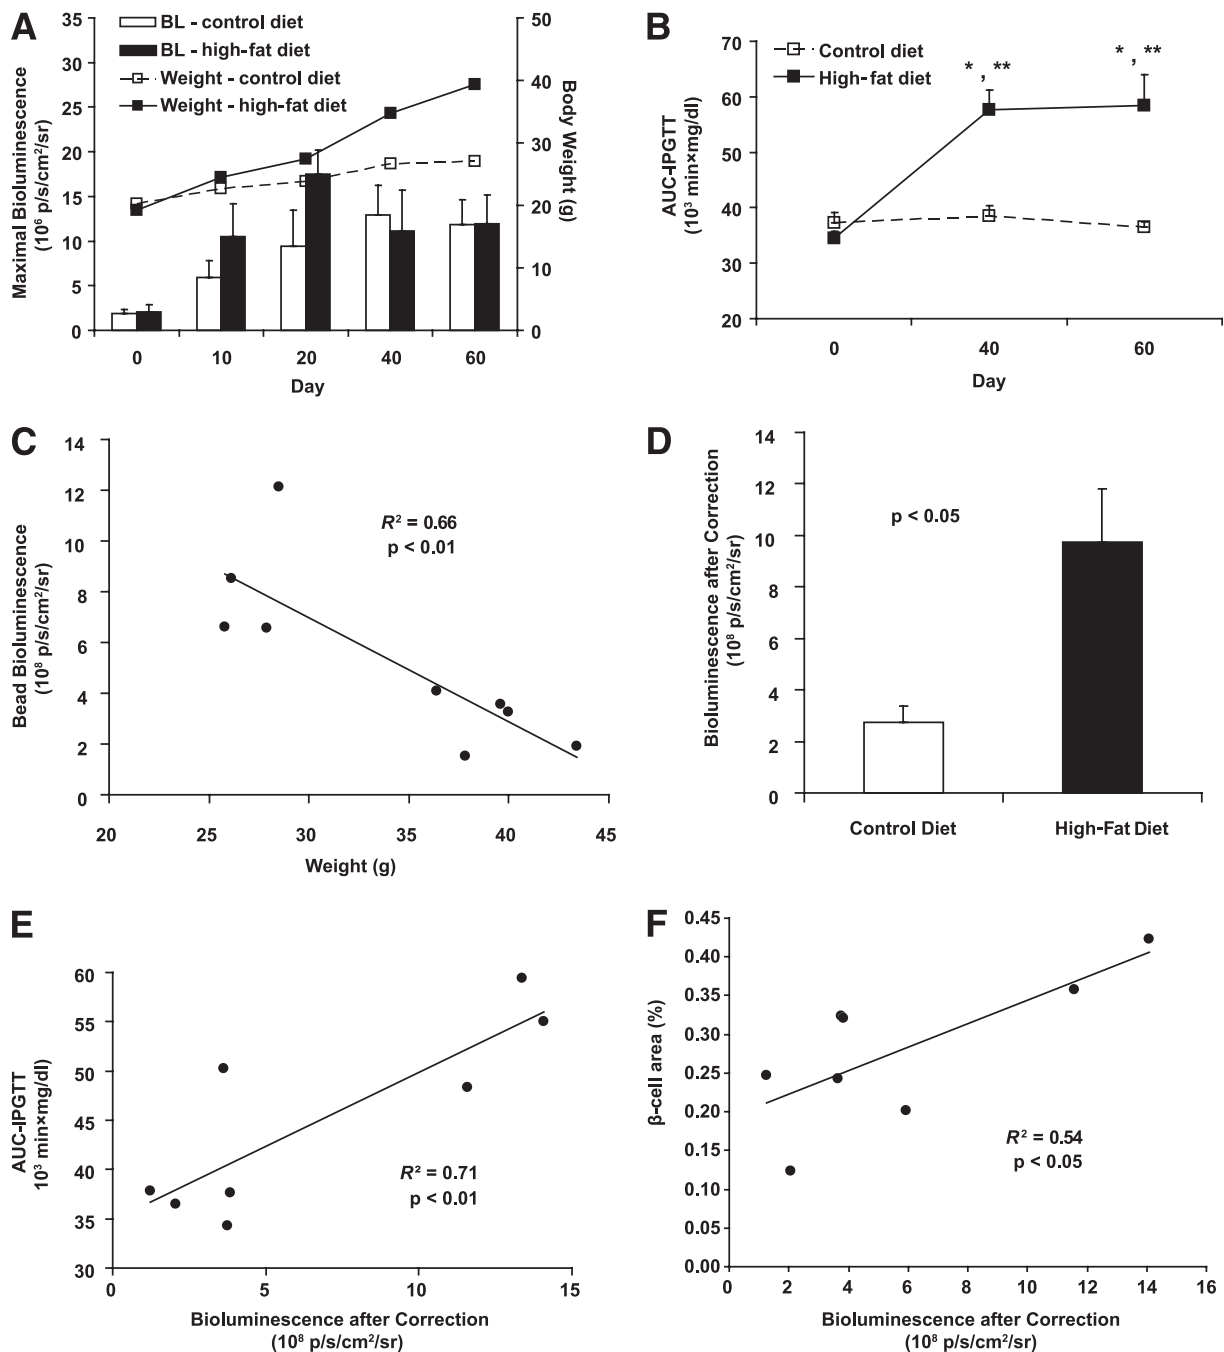 A
BL - control diet
BL - high-fat diet
Weight - control diet
Weight - high-fat diet
Maximal Bioluminescence
(10⁶ p/s/cm²/sr)
35
30
25
20
15
10
5
0
50
40
30
20
10
0
Body Weight (g)
0 10 20 40 60
Day
B
Control diet
High-fat diet
*, **
*, **
AUC-IPGTT
(10³ min×mg/dl)
70
60
50
40
30
20
0 40 60
Day
C
Bead Bioluminescence
(10⁸ p/s/cm²/sr)
14
12
10
8
6
4
2
0
R² = 0.66
p < 0.01
20 25 30 35 40 45
Weight (g)
D
Bioluminescence after Correction
(10⁸ p/s/cm²/sr)
14
12
10
8
6
4
2
0
p < 0.05
Control Diet High-Fat Diet
E
AUC-IPGTT
10³ min×mg/dl)
60
55
50
45
40
35
30
R² = 0.71
p < 0.01
0 5 10 15
Bioluminescence after Correction
(10⁸ p/s/cm²/sr)
F
β-cell area (%)
0.45
0.40
0.35
0.30
0.25
0.20
0.15
0.10
0.05
0.00
R² = 0.54
p < 0.05
0 2 4 6 8 10 12 14 16
Bioluminescence after Correction
(10⁸ p/s/cm²/sr)